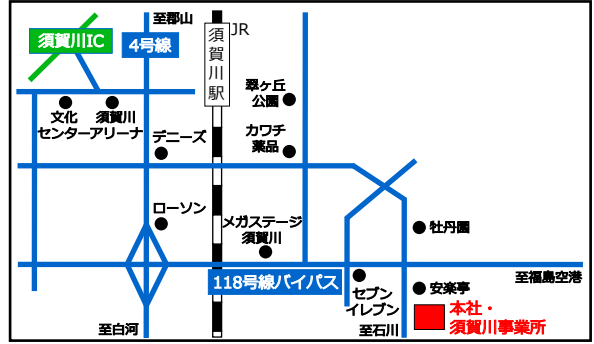 至郡山
JR
須賀川IC
4号線
須賀川駅
翠ヶ丘
公園
文化
センター
須賀川
アリーナ
デニーズ
カワチ
薬品
ローソン
メガステージ
須賀川
牡丹園
118号線バイパス
至福島空港
セブン
イレブン
安楽亭
本社・
須賀川事業所
至白河
至石川